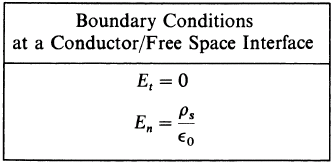 Boundary Conditions
at a Conductor/Free Space Interface
E_t = 0
E_n = ρ_s/ϵ_0